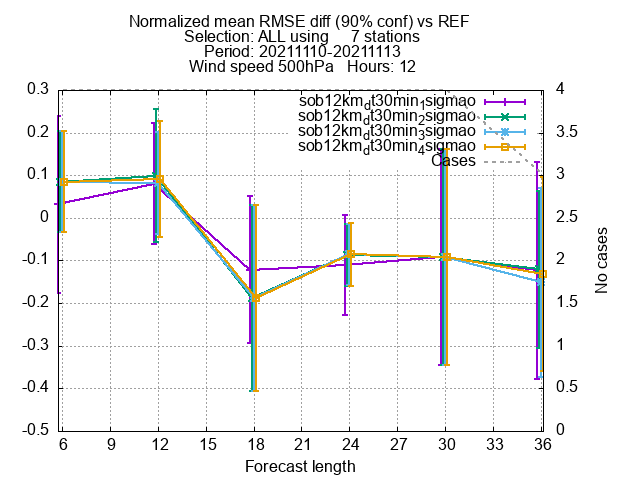 Normalized mean RMSE diff (90% conf) vs REF
Selection: ALL using 7 stations
Period: 20211110-20211113
Wind speed 500hPa Hours: 12
0.3
0.2
0.1
0
-0.1
-0.2
-0.3
-0.4
-0.5
4
3.5
3
2.5
2
1.5
1
0.5
0
No cases
sob12km_dt30min_1sigmao
sob12km_dt30min_2sigmao
sob12km_dt30min_3sigmao
sob12km_dt30min_4sigmao
Cases
6 9 12 15 18 21 24 27 30 33 36
Forecast length